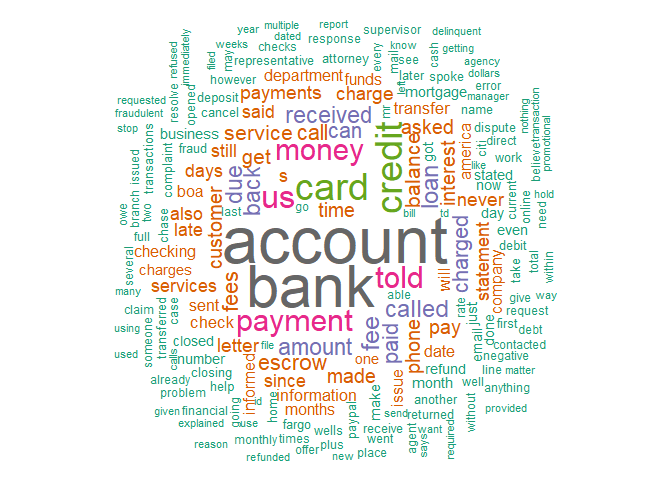 year multiple report
dated
weeks checks response supervisor delinquent
know getting
every
representative attorney mail see cash agency
however later spoke dollars
filed may refused immediately
department funds left error
requested resolve opened deposit payments charge mortgage manager
fraudulent cancel said received mr transfer name nothing
stop business service call can asked dispute direct believe transaction promotional
transactions fraud still get money balance got america citi like work
issued complaint days s card credit loan interest stated now current online hold
branch boa due back us time never day need
owe two also customer last go bill td even
chase late account charged statement debit
full checking will company take total within
several charges fees bank told able rate just give way
many services sent called email done request
claim case check payment fee paid pay first debt
using someone transferred closed letter amount phone date contacted
used calls number file escrow one issue refund negative
already closing informed since made month line matter
problem help id information make another well anything
given financial going home months paypal send returned without provided
explained use fargo wells receive agent want required
reason monthly times plus went says
refunded offer new place